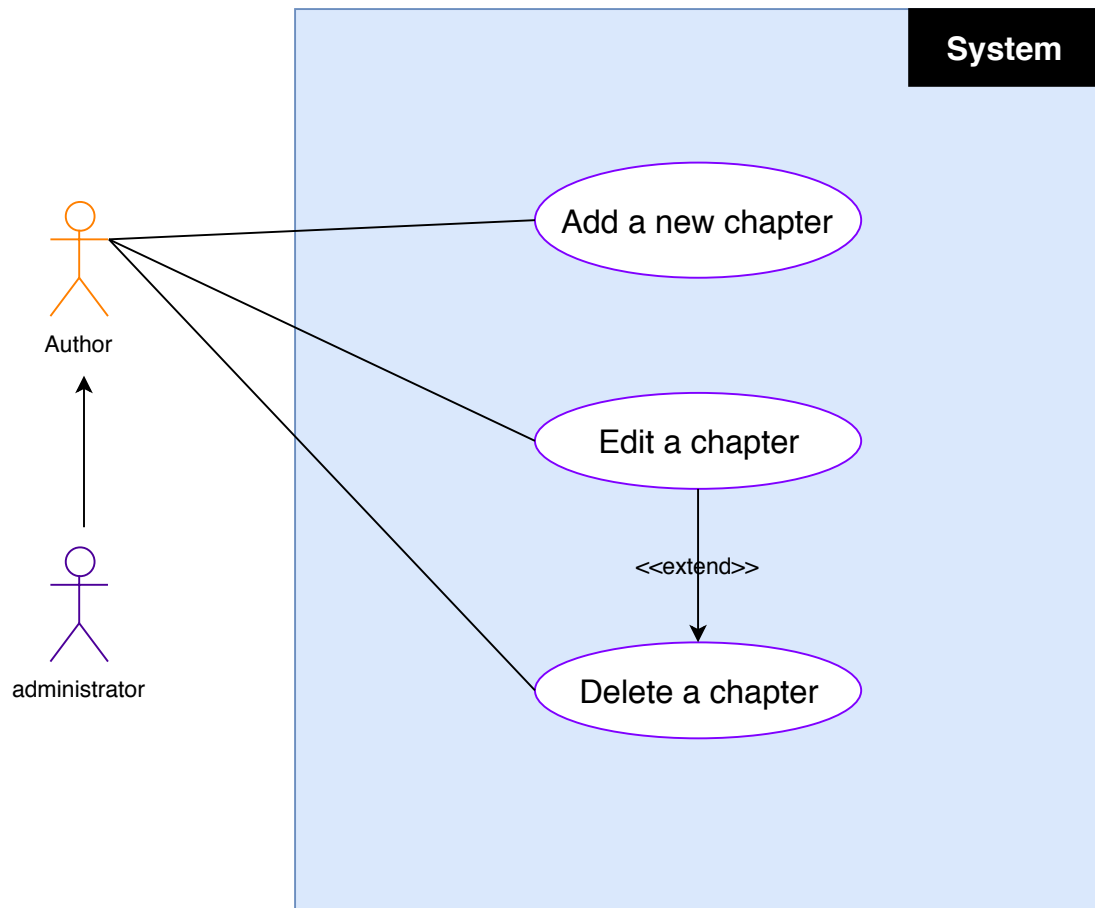 System
Add a new chapter
Author
Edit a chapter
<<extend>>
Delete a chapter
administrator